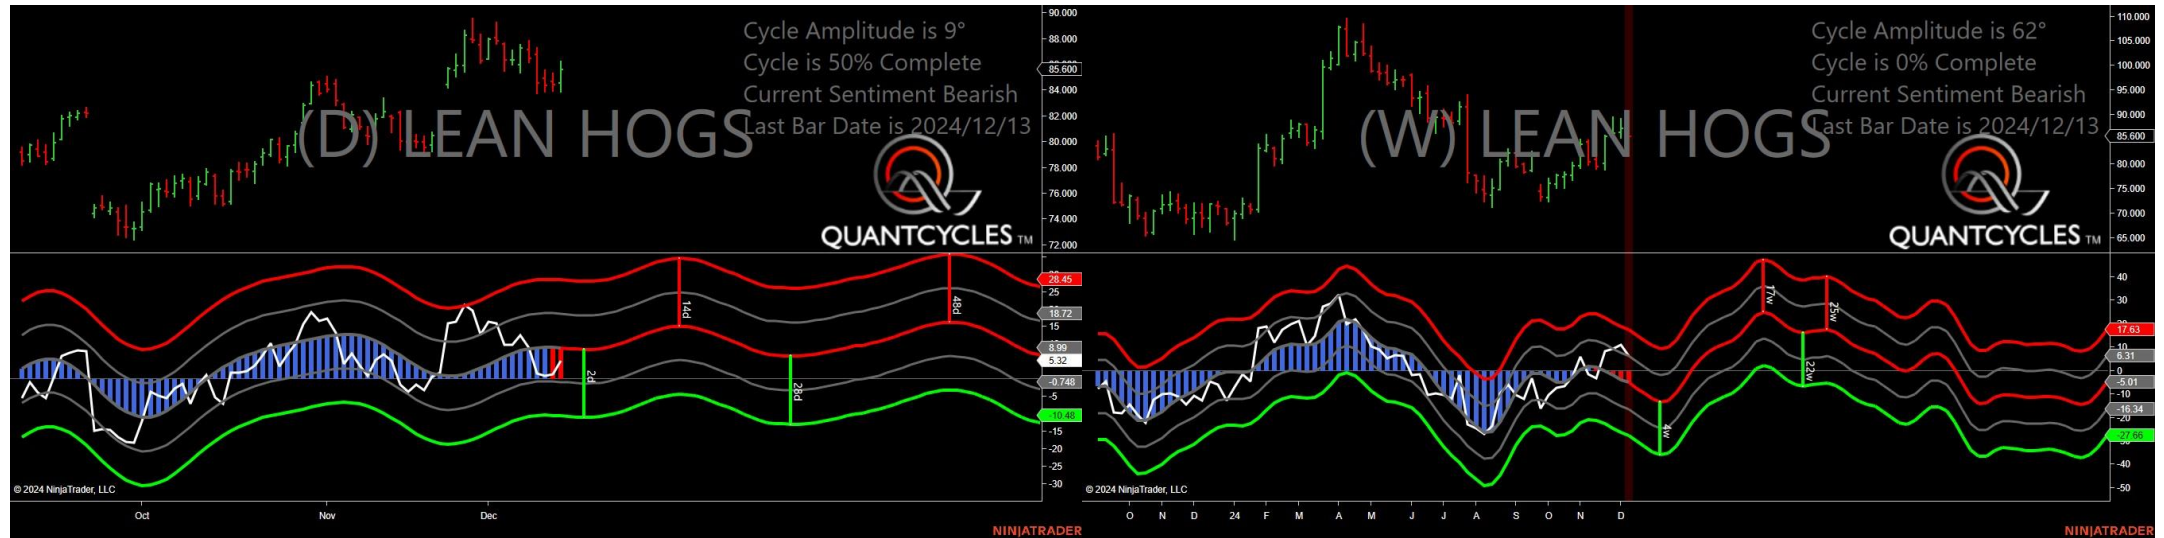 Cycle Amplitude is 9°
Cycle is 50% Complete
Current Sentiment Bearish
Last Bar Date is 2024/12/13
(D) LEAN HOGS
QUANTCYCLES TM
90.000
88.000
85.600
84.000
82.000
80.000
78.000
76.000
74.000
72.000
28.45
25
18.72
15
8.99
5.32
-0.748
-5
-10.48
-15
-20
-25
-30
14d
48d
2d
28d
© 2024 NinjaTrader, LLC
Oct
Nov
Dec
NINJATRADER
Cycle Amplitude is 62°
Cycle is 0% Complete
Current Sentiment Bearish
Last Bar Date is 2024/12/13
(W) LEAN HOGS
QUANTCYCLES TM
110.000
105.000
100.000
95.000
90.000
85.600
80.000
75.000
70.000
65.000
40
30
17.63
10
6.31
0
-5.01
-10
-16.34
-20
-27.66
-40
-50
17w
25w
22w
4w
© 2024 NinjaTrader, LLC
O
N
D
24
F
M
A
M
J
J
A
S
O
N
D
NINJATRADER